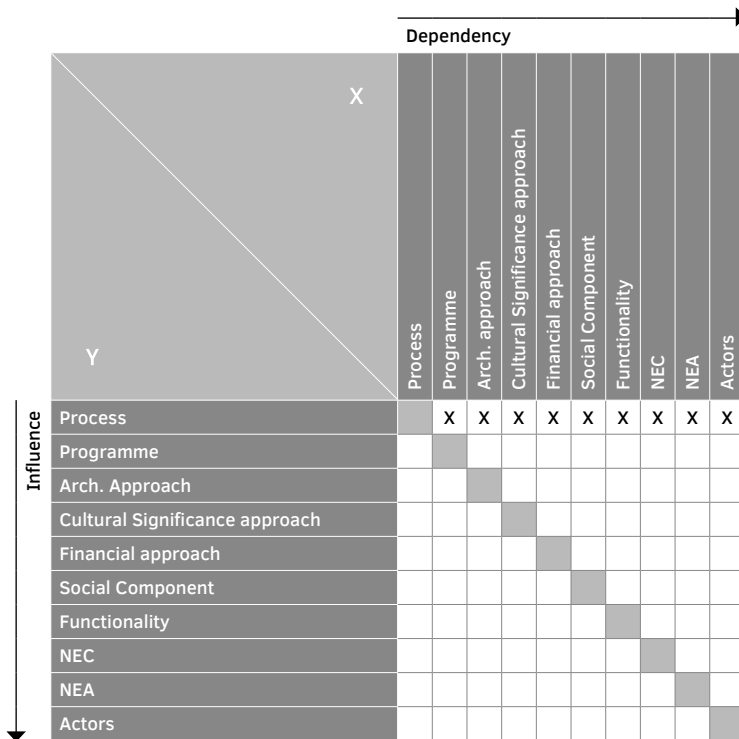 Dependency
X
Y
Process
Programme
Arch. approach
Cultural Significance approach
Financial approach
Social Component
Functionality
NEC
NEA
Actors
Influence
Process X X X X X X X X X
Programme
Arch. Approach
Cultural Significance approach
Financial approach
Social Component
Functionality
NEC
NEA
Actors